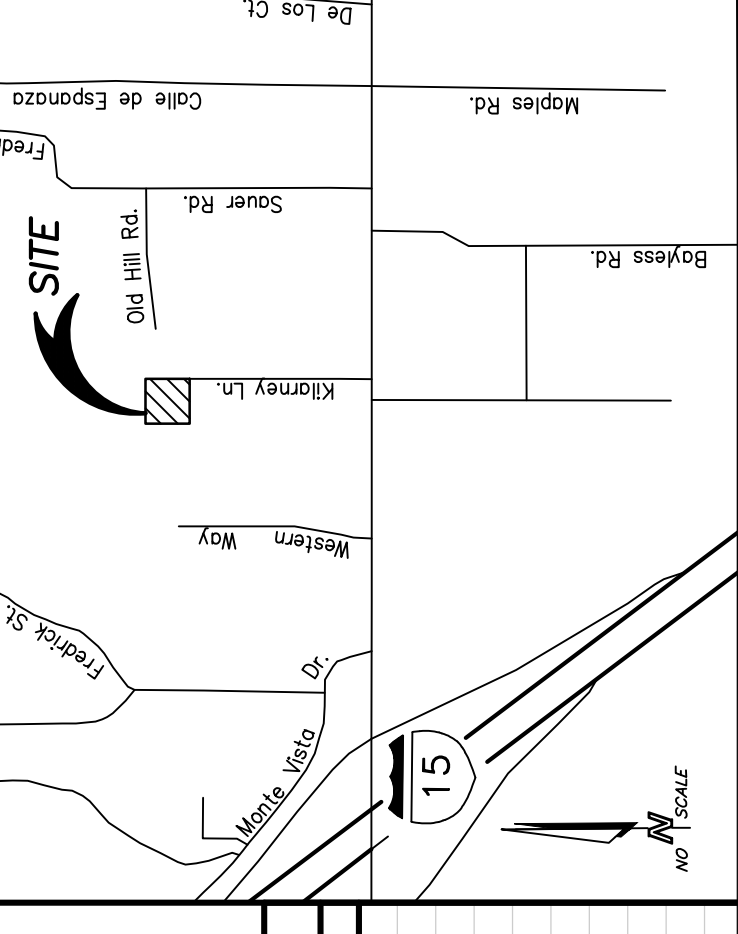 De Los Ct.
Calle de Espanaza
Maples Rd.
Fredr
Sauer Rd.
Old Hill Rd.
SITE
Bayless Rd.
Kilarney Ln.
Western Way
Fredrick St.
Monte Vista Dr.
15
N
NO SCALE